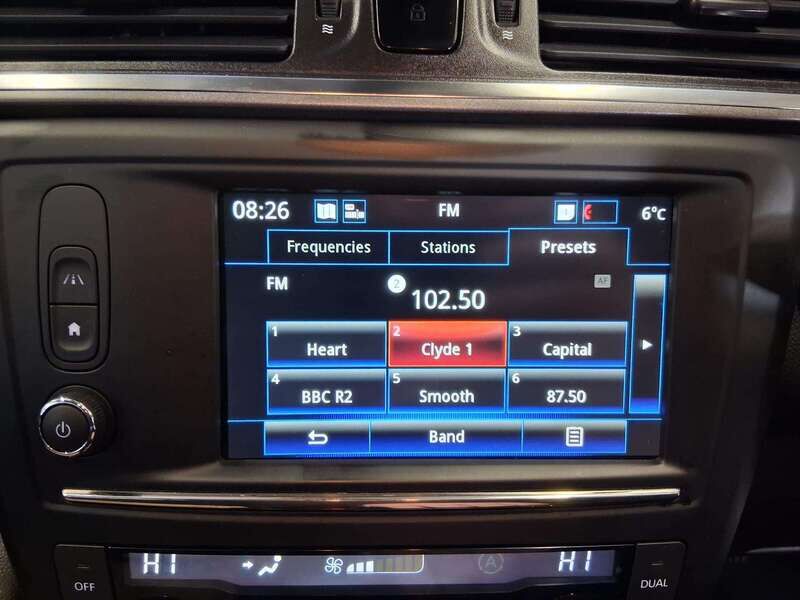 08:26 FM 6°C
Frequencies Stations Presets
FM 2 102.50 AF
1 Heart 2 Clyde 1 3 Capital
4 BBC R2 5 Smooth 6 87.50
Band
HI A HI
OFF DUAL